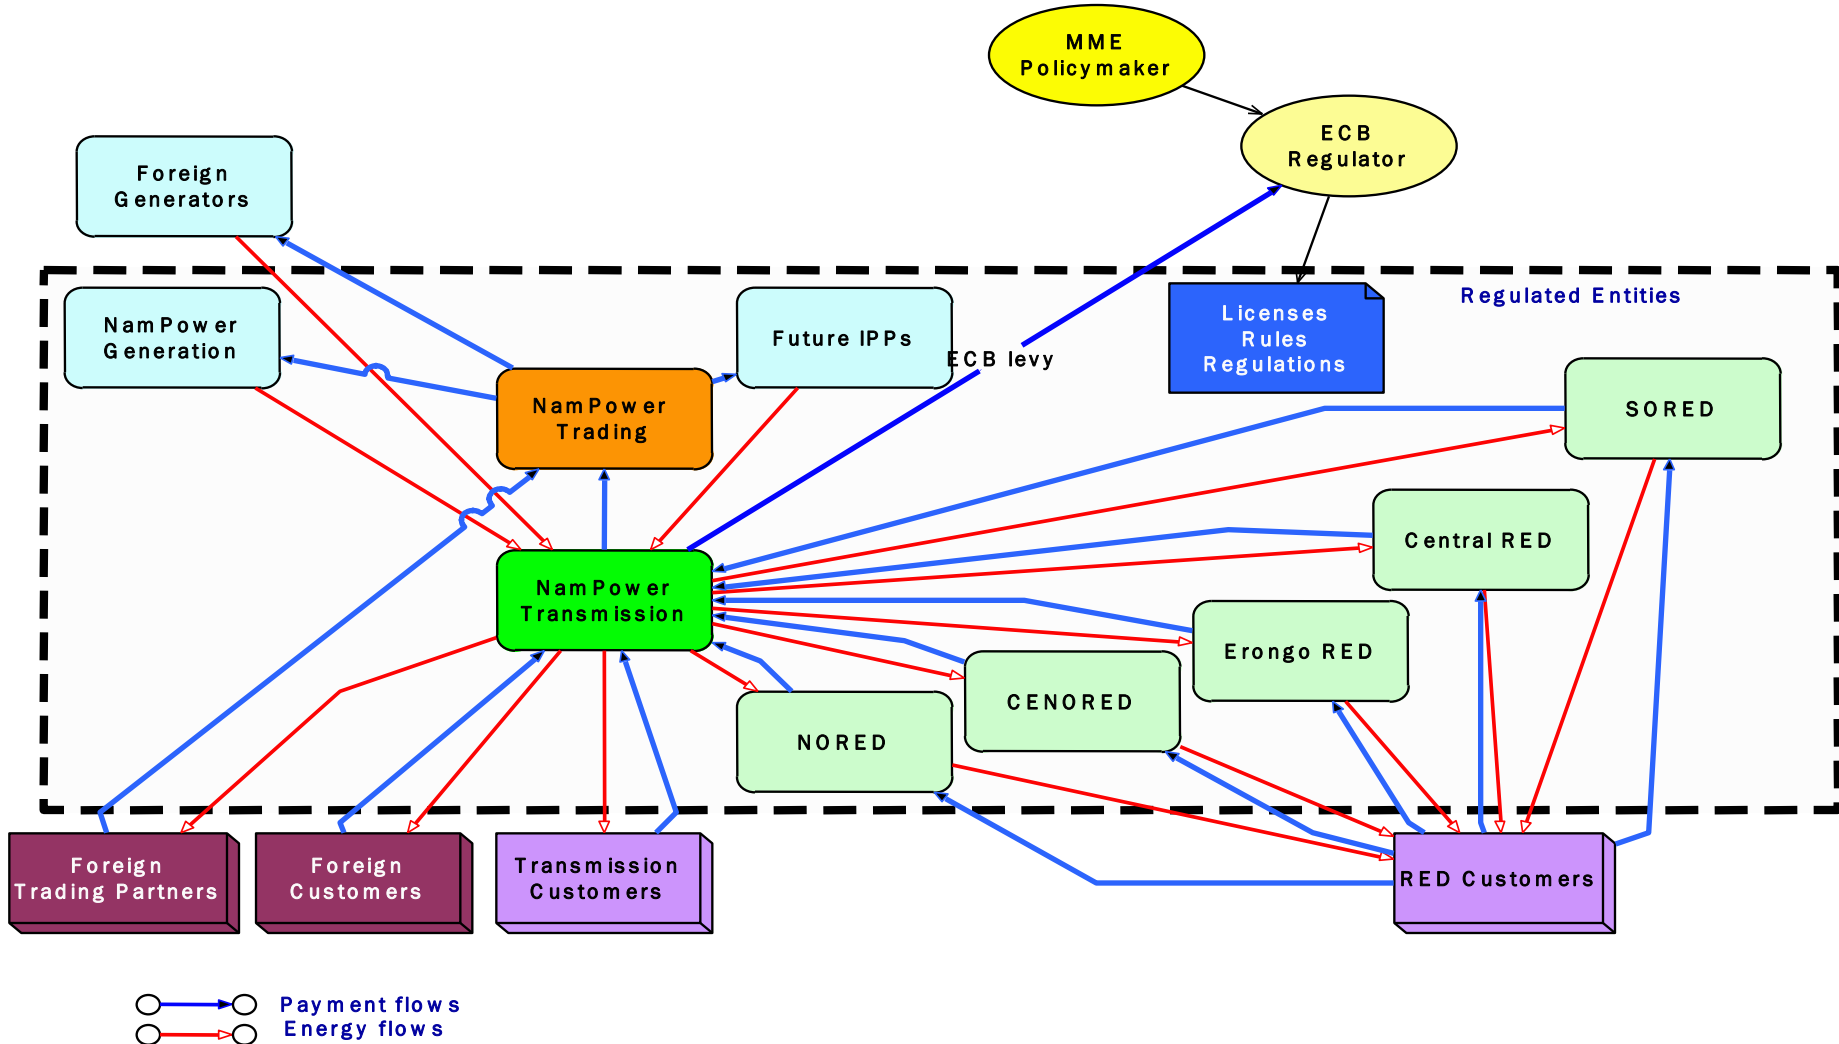 MME
Policymaker
ECB
Regulator
Foreign
Generators
Regulated Entities
NamPower
Generation
Future IPPs
Licenses
Rules
Regulations
ECB levy
NamPower
Trading
SORED
Central RED
NamPower
Transmission
Erongo RED
CENORED
NORED
Foreign
Trading Partners
Foreign
Customers
Transmission
Customers
RED Customers
Payment flows
Energy flows